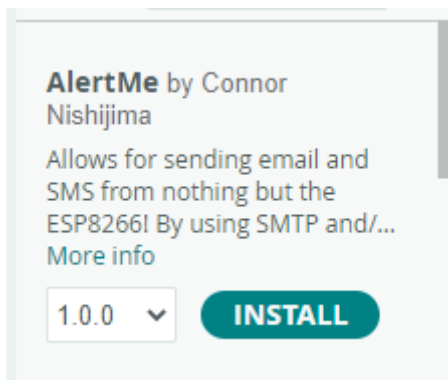 AlertMe by Connor
Nishijima
Allows for sending email and
SMS from nothing but the
ESP8266! By using SMTP and/...
More info
1.0.0
INSTALL